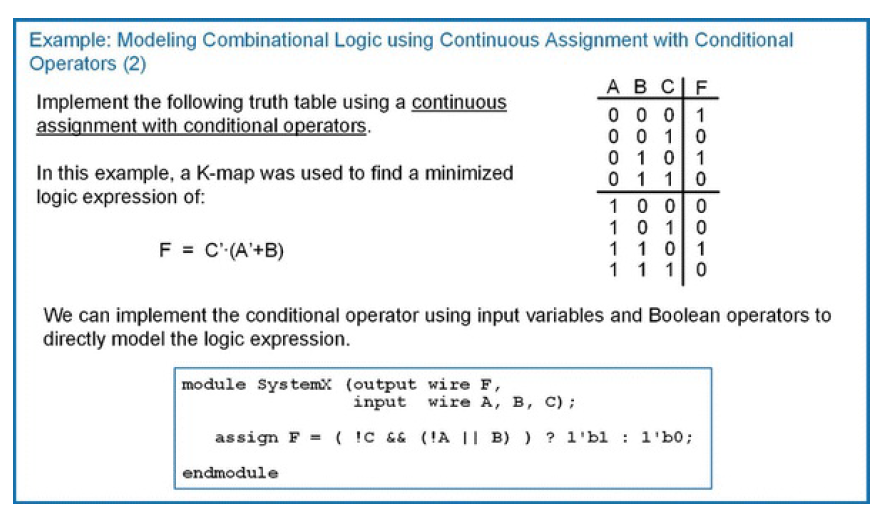 Example: Modeling Combinational Logic using Continuous Assignment with Conditional
Operators (2)
Implement the following truth table using a continuous
assignment with conditional operators.
In this example, a K-map was used to find a minimized
logic expression of:
F = C'·(A'+B)
A B C F
0 0 0 1
0 0 1 0
0 1 0 1
0 1 1 0
1 0 0 0
1 0 1 0
1 1 0 1
1 1 1 0
We can implement the conditional operator using input variables and Boolean operators to
directly model the logic expression.
module SystemX (output wire F,
input wire A, B, C);
assign F = ( !C && (!A || B) ) ? 1'b1 : 1'b0;
endmodule